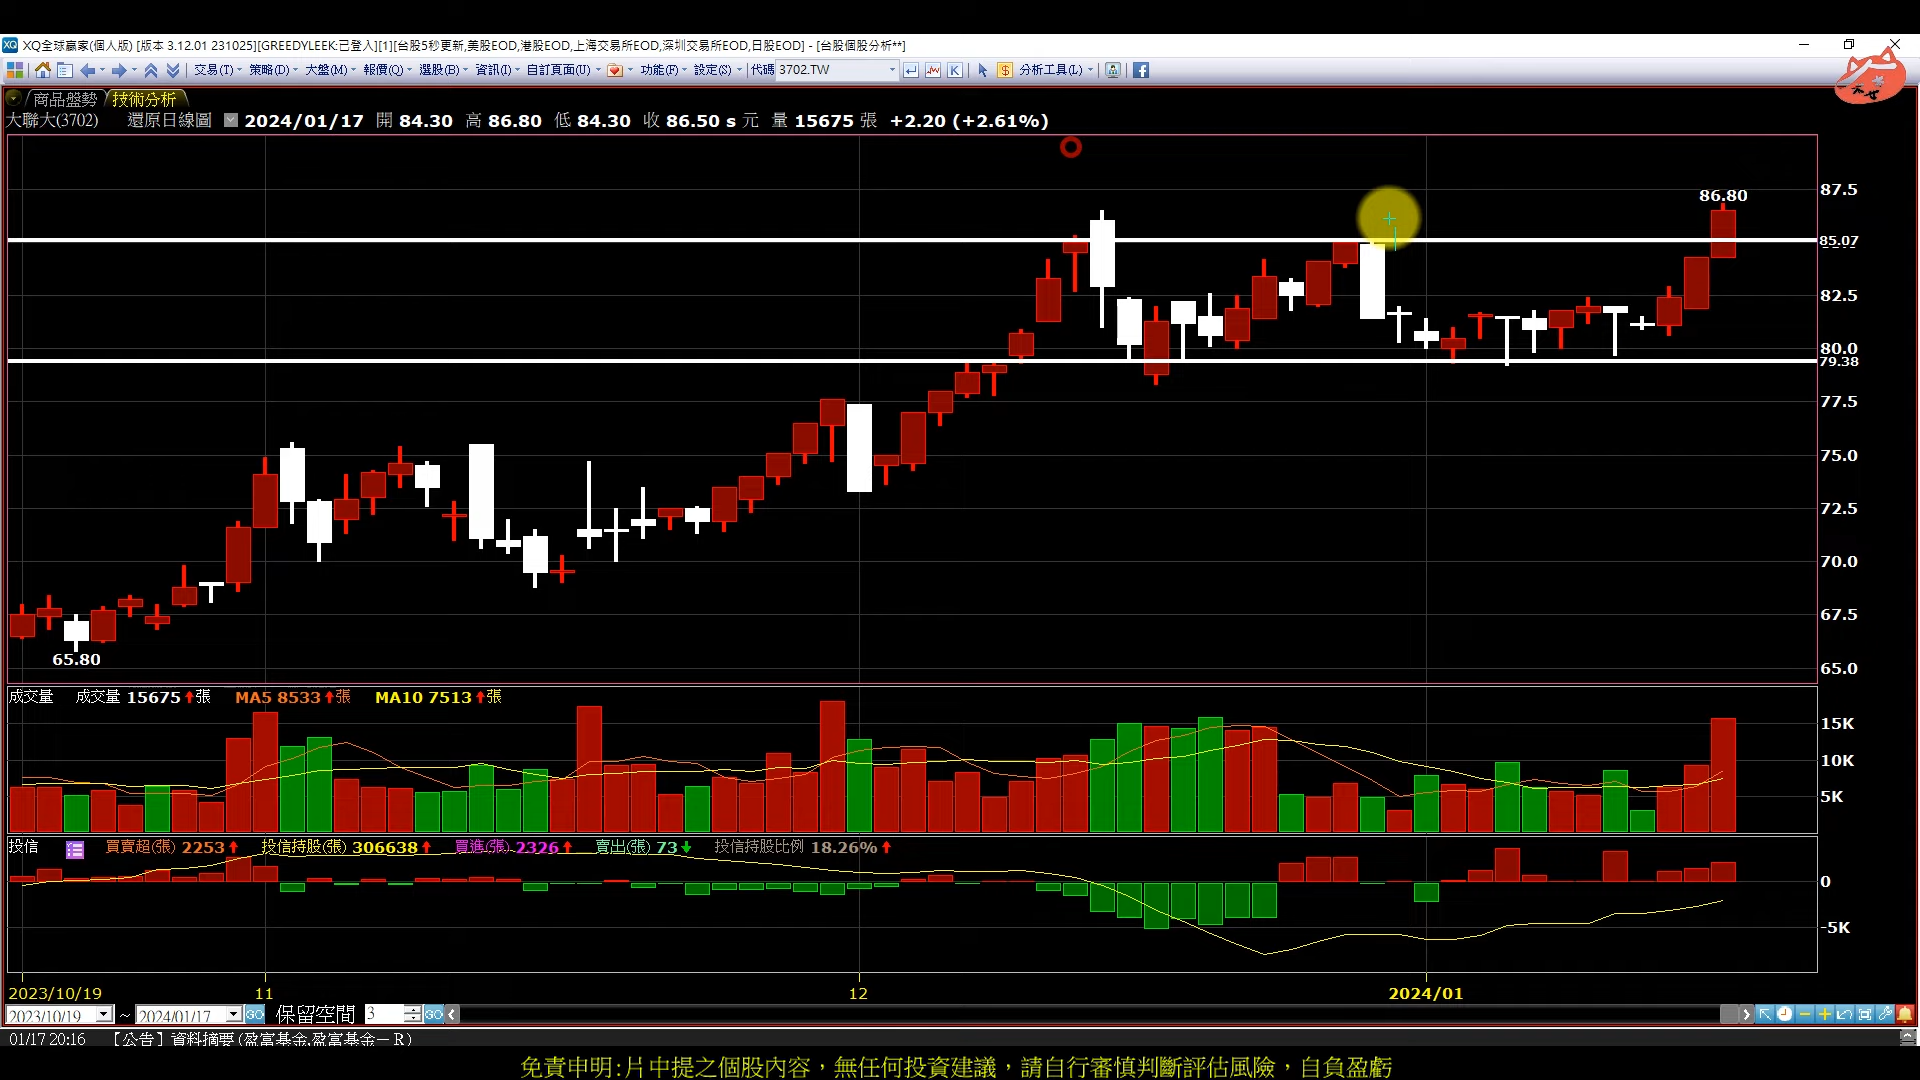 XQ全球贏家(個人版) [版本 3.12.01 231025][GREEDYLEEK:已登入][1][台股5秒更新,美股EOD,港股EOD,上海交易所EOD,深圳交易所EOD,日股EOD] - [台股個股分析**]
交易(T) 策略(D) 大盤(M) 報價(Q) 選股(B) 資訊(I) 自訂頁面(U) 功能(F) 設定(S) 代碼 3702.TW K $ 分析工具(L)
商品盤勢 技術分析
大聯大(3702) 還原日線圖 2024/01/17 開 84.30 高 86.80 低 84.30 收 86.50 s 元 量 15675 張 +2.20 (+2.61%)
87.5
86.80
85.07
82.5
80.0
79.38
77.5
75.0
72.5
70.0
67.5
65.80
65.0
成交量 成交量 15675 張 MA5 8533 張 MA10 7513 張
15K
10K
5K
投信 買賣超(張) 2253 投信持股(張) 306638 買進(張) 2326 賣出(張) 73 投信持股比例 18.26%
0
-5K
2023/10/19 11 12 2024/01
2023/10/19 ~ 2024/01/17 GO 保留空間 3 GO
01/17 20:16 【公告】資料摘要 (盈富基金,盈富基金－Ｒ)
免責申明:片中提之個股內容，無任何投資建議，請自行審慎判斷評估風險，自負盈虧